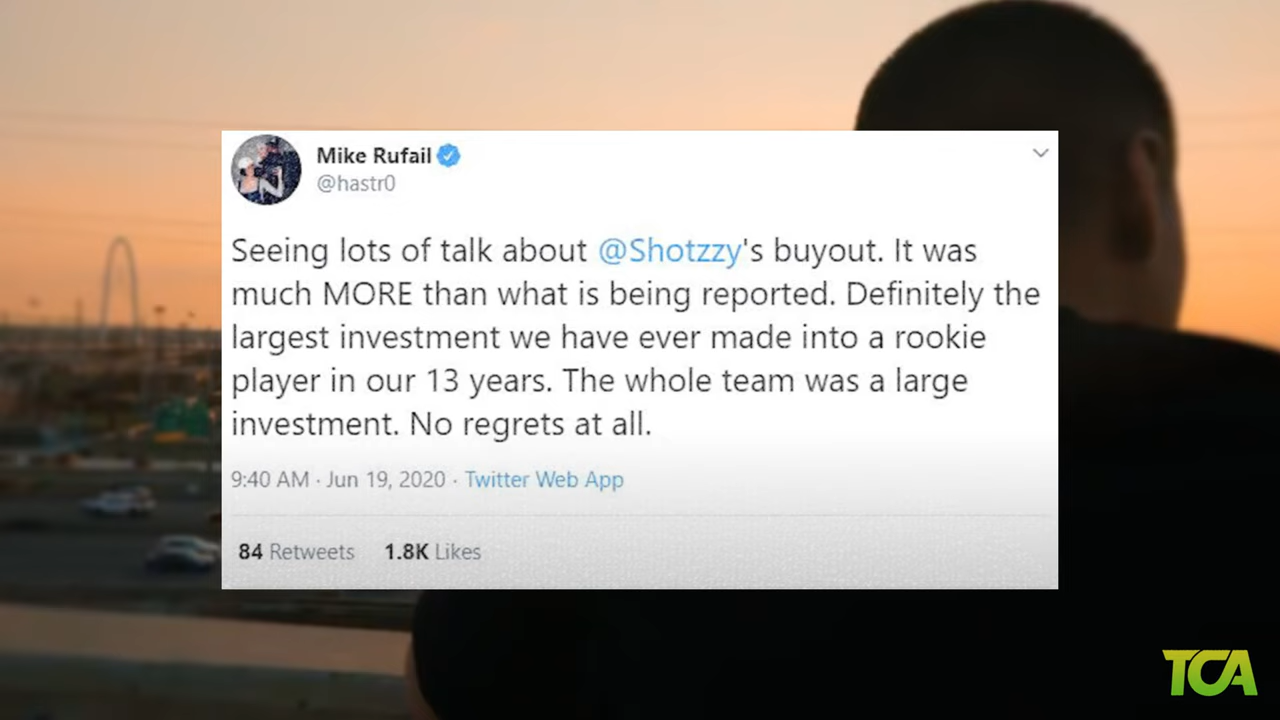 Mike Rufail
@hastr0
Seeing lots of talk about @Shotzzy's buyout. It was
much MORE than what is being reported. Definitely the
largest investment we have ever made into a rookie
player in our 13 years. The whole team was a large
investment. No regrets at all.
9:40 AM · Jun 19, 2020 · Twitter Web App
84 Retweets 1.8K Likes
TCA